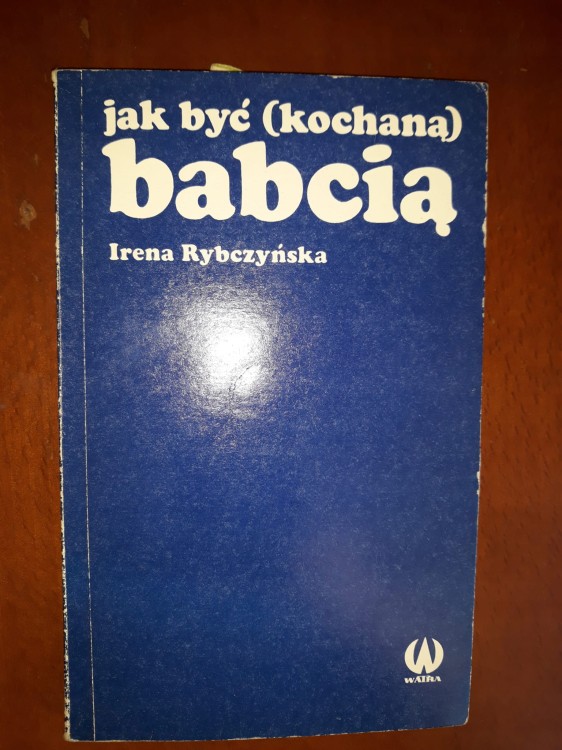 jak być (kochaną)
babcią
Irena Rybczyńska
WATRA